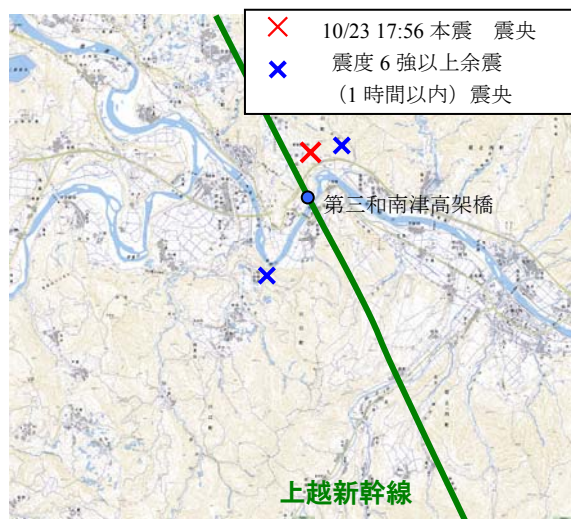 10/23 17:56 本震 震央
震度 6 強以上余震
(1 時間以内) 震央
第三和南津高架橋
上越新幹線